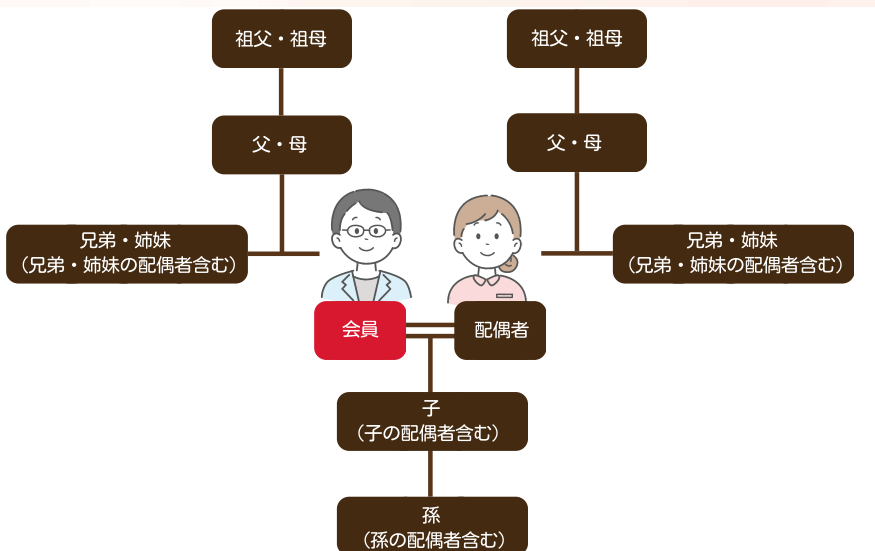 祖父・祖母
祖父・祖母
父・母
父・母
兄弟・姉妹
（兄弟・姉妹の配偶者含む）
兄弟・姉妹
（兄弟・姉妹の配偶者含む）
会員
配偶者
子
（子の配偶者含む）
孫
（孫の配偶者含む）